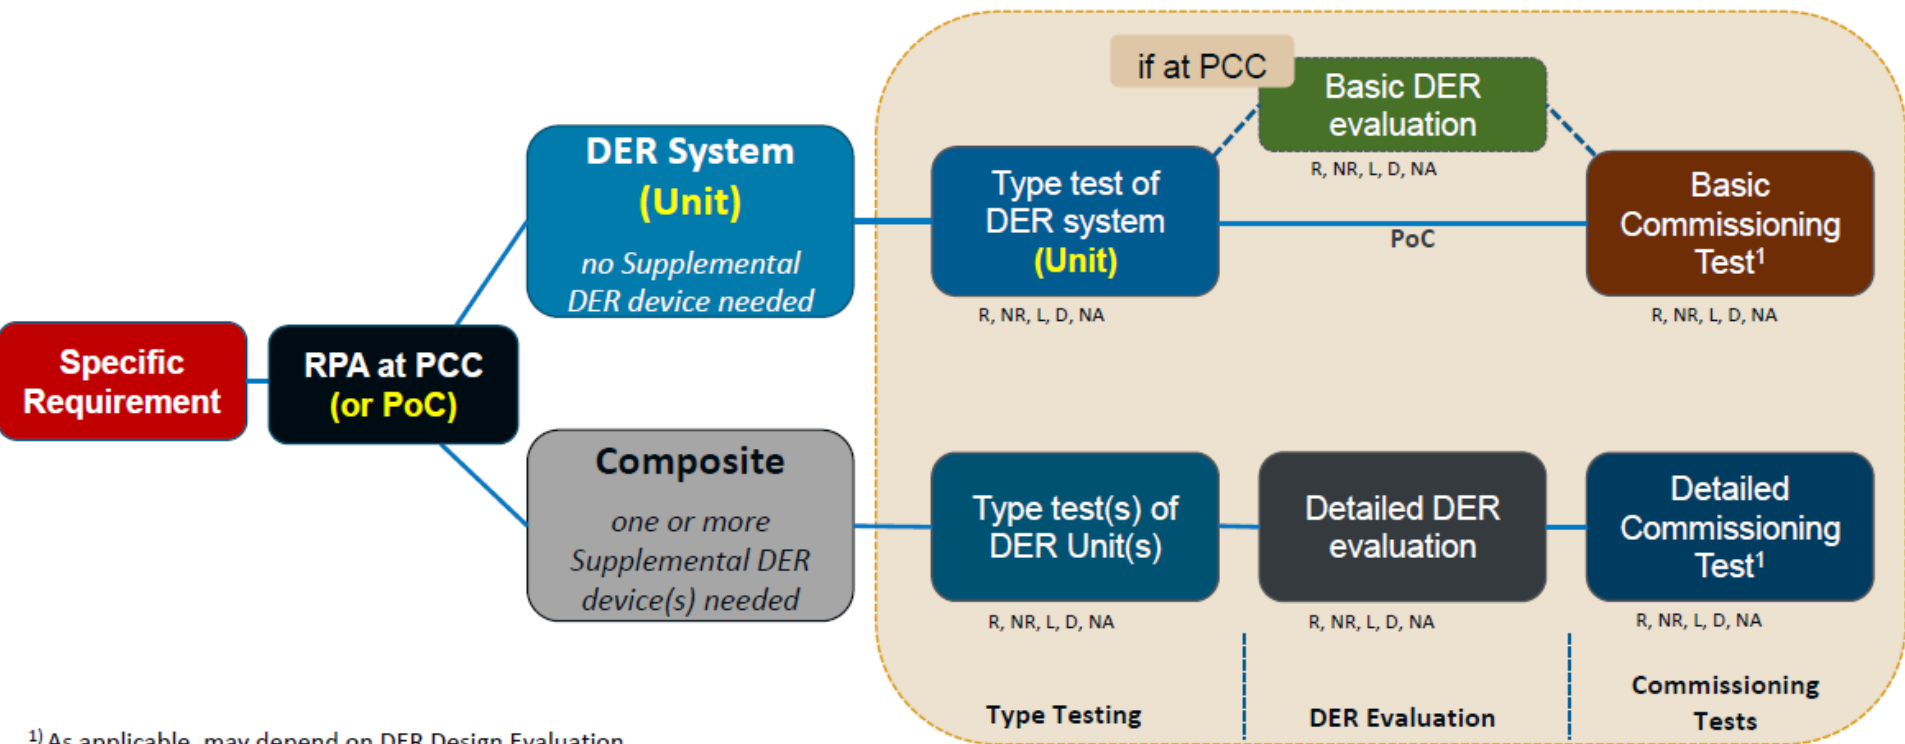 if at PCC
Basic DER
evaluation
R, NR, L, D, NA
DER System
(Unit)
no Supplemental
DER device needed
Type test of
DER system
(Unit)
R, NR, L, D, NA
PoC
Basic
Commissioning
Test¹
R, NR, L, D, NA
Specific
Requirement
RPA at PCC
(or PoC)
Composite
one or more
Supplemental DER
device(s) needed
Type test(s) of
DER Unit(s)
R, NR, L, D, NA
Detailed DER
evaluation
R, NR, L, D, NA
Detailed
Commissioning
Test¹
R, NR, L, D, NA
Type Testing
DER Evaluation
Commissioning
Tests
¹⁾ As applicable, may depend on DER Design Evaluation